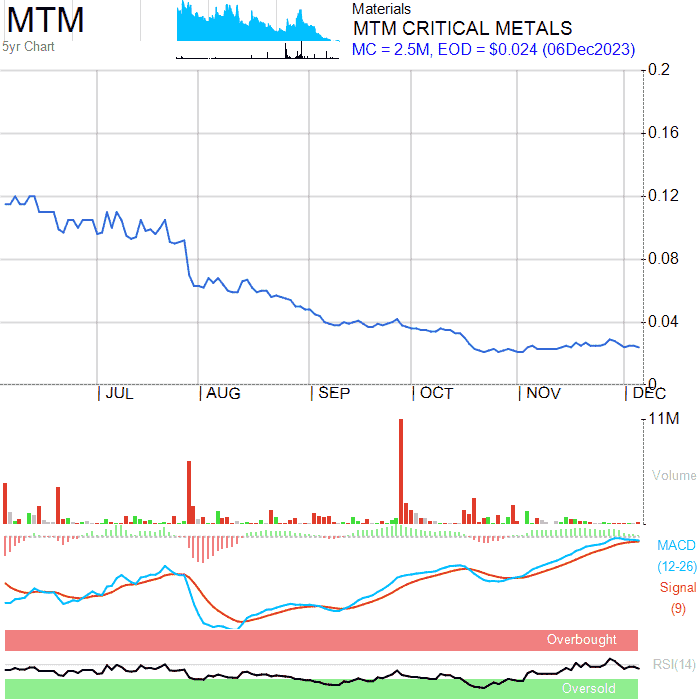 MTM
5yr Chart
Materials
MTM CRITICAL METALS
MC = 2.5M, EOD = $0.024 (06Dec2023)
0.2
0.16
0.12
0.08
0.04
0
JUL AUG SEP OCT NOV DEC
11M
Volume
MACD
(12-26)
Signal
(9)
Overbought
RSI(14)
Oversold